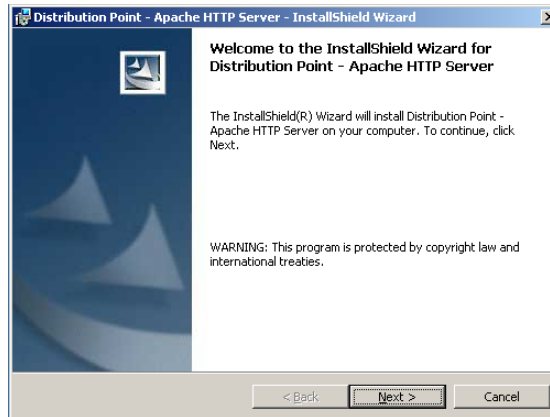 Distribution Point - Apache HTTP Server - InstallShield Wizard
Welcome to the InstallShield Wizard for
Distribution Point - Apache HTTP Server
The InstallShield(R) Wizard will install Distribution Point -
Apache HTTP Server on your computer. To continue, click
Next.
WARNING: This program is protected by copyright law and
international treaties.
< Back Next > Cancel